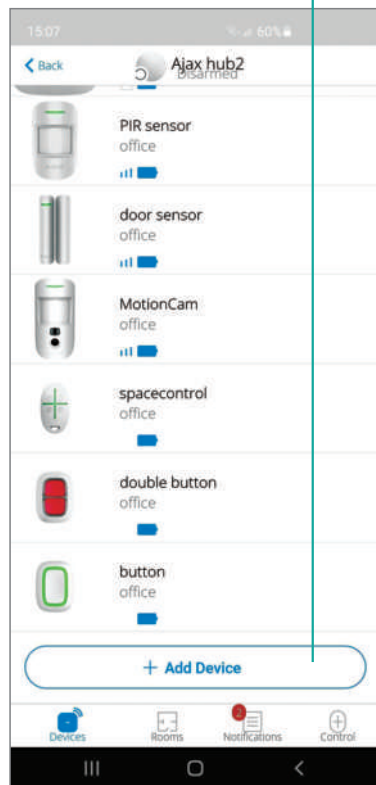 15:07
60%
Back
Ajax hub2
Disarmed
PIR sensor
office
door sensor
office
MotionCam
office
spacecontrol
office
double button
office
button
office
+ Add Device
2
Devices
Rooms
Notifications
Control